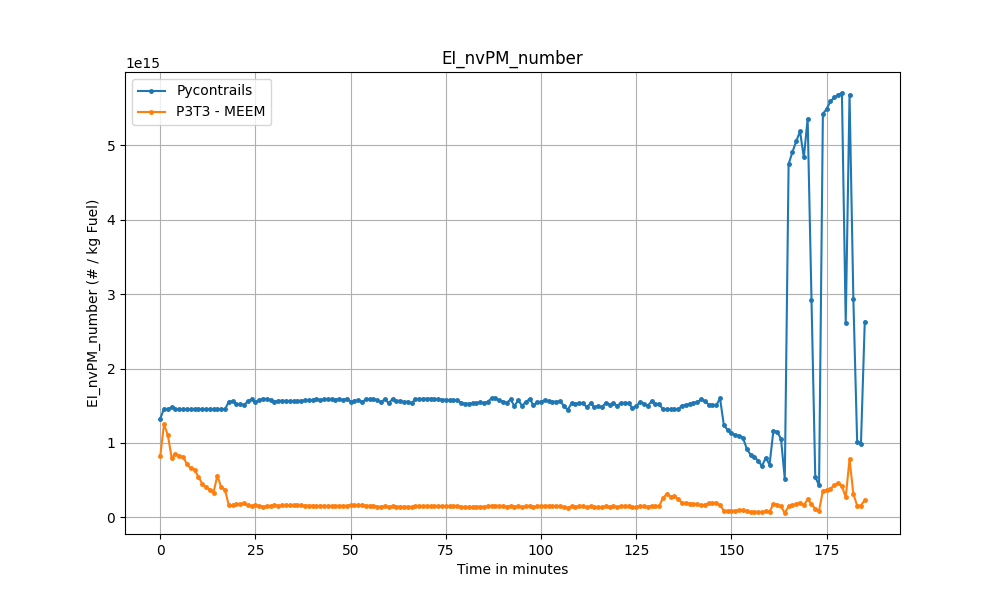 EI_nvPM_number
1e15
Pycontrails
P3T3 - MEEM
EI_nvPM_number (# / kg Fuel)
5
4
3
2
1
0
0 25 50 75 100 125 150 175
Time in minutes